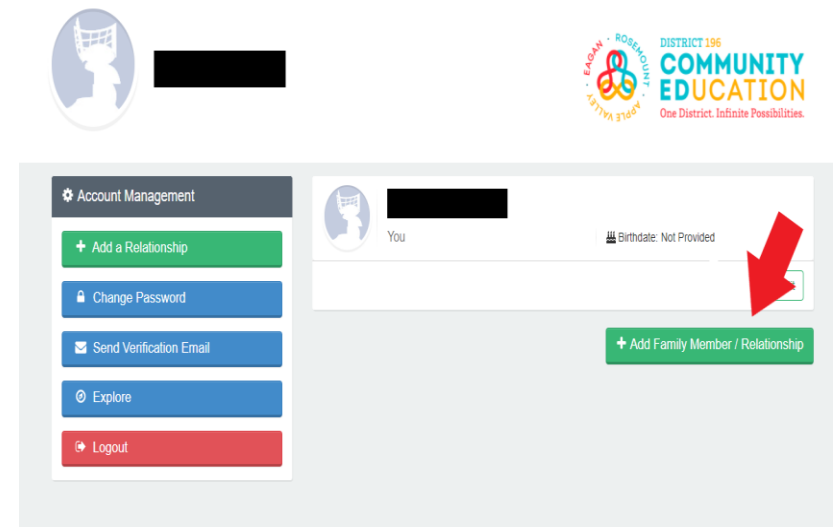 EAGAN · ROSEMOUNT · APPLE VALLEY ·
DISTRICT 196
COMMUNITY
EDUCATION
One District. Infinite Possibilities.
Account Management
+ Add a Relationship
Change Password
Send Verification Email
Explore
Logout
You
Birthdate: Not Provided
+ Add Family Member / Relationship